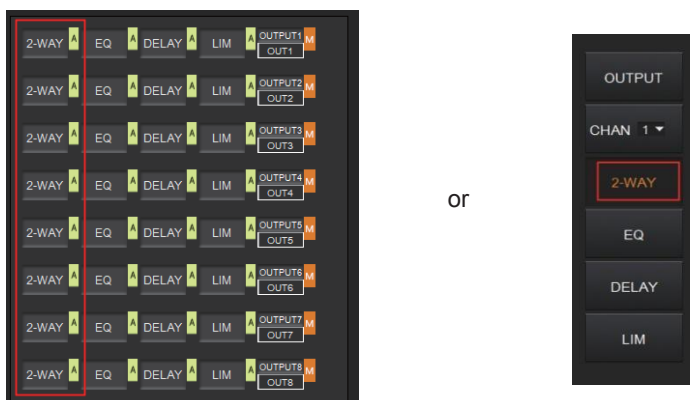 2-WAY A EQ A DELAY A LIM A OUTPUT1 M
OUT1
2-WAY A EQ A DELAY A LIM A OUTPUT2 M
OUT2
2-WAY A EQ A DELAY A LIM A OUTPUT3 M
OUT3
2-WAY A EQ A DELAY A LIM A OUTPUT4 M
OUT4
2-WAY A EQ A DELAY A LIM A OUTPUT5 M
OUT5
2-WAY A EQ A DELAY A LIM A OUTPUT6 M
OUT6
2-WAY A EQ A DELAY A LIM A OUTPUT7 M
OUT7
2-WAY A EQ A DELAY A LIM A OUTPUT8 M
OUT8
or
OUTPUT
CHAN 1
2-WAY
EQ
DELAY
LIM